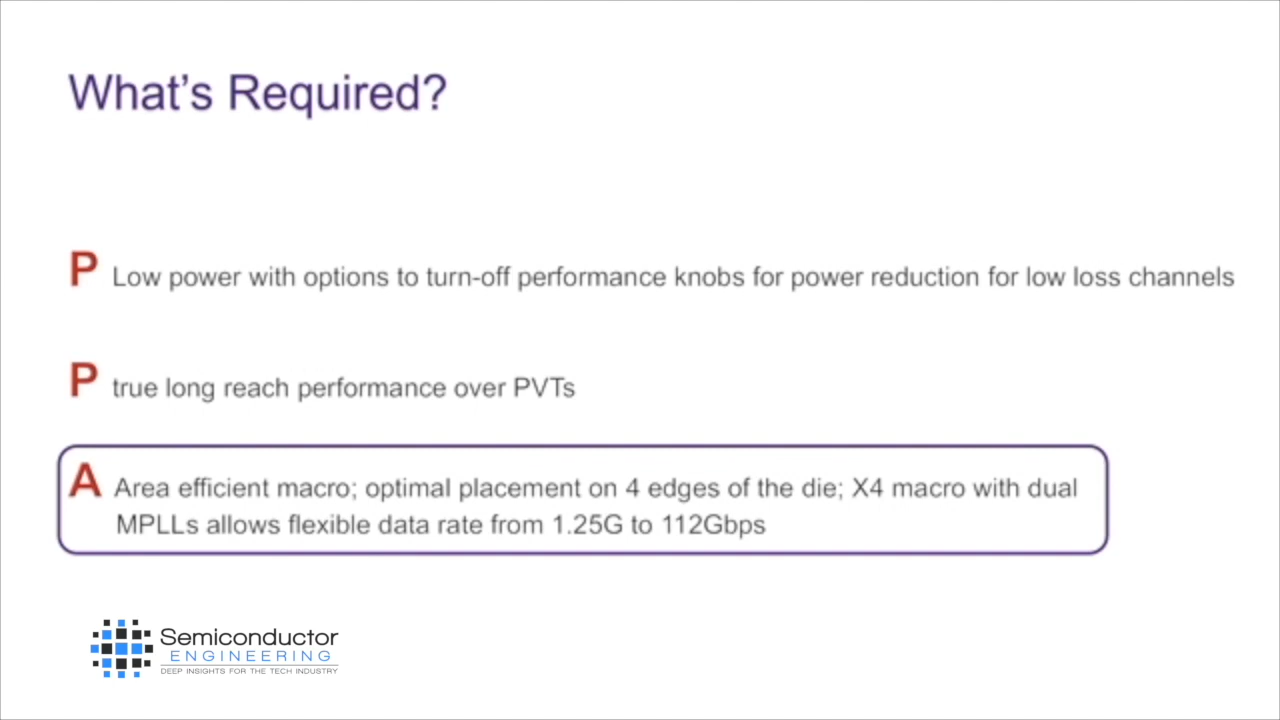 What's Required?
P Low power with options to turn-off performance knobs for power reduction for low loss channels
P true long reach performance over PVTs
A Area efficient macro; optimal placement on 4 edges of the die; X4 macro with dual
MPLLs allows flexible data rate from 1.25G to 112Gbps
Semiconductor
ENGINEERING
DEEP INSIGHTS FOR THE TECH INDUSTRY